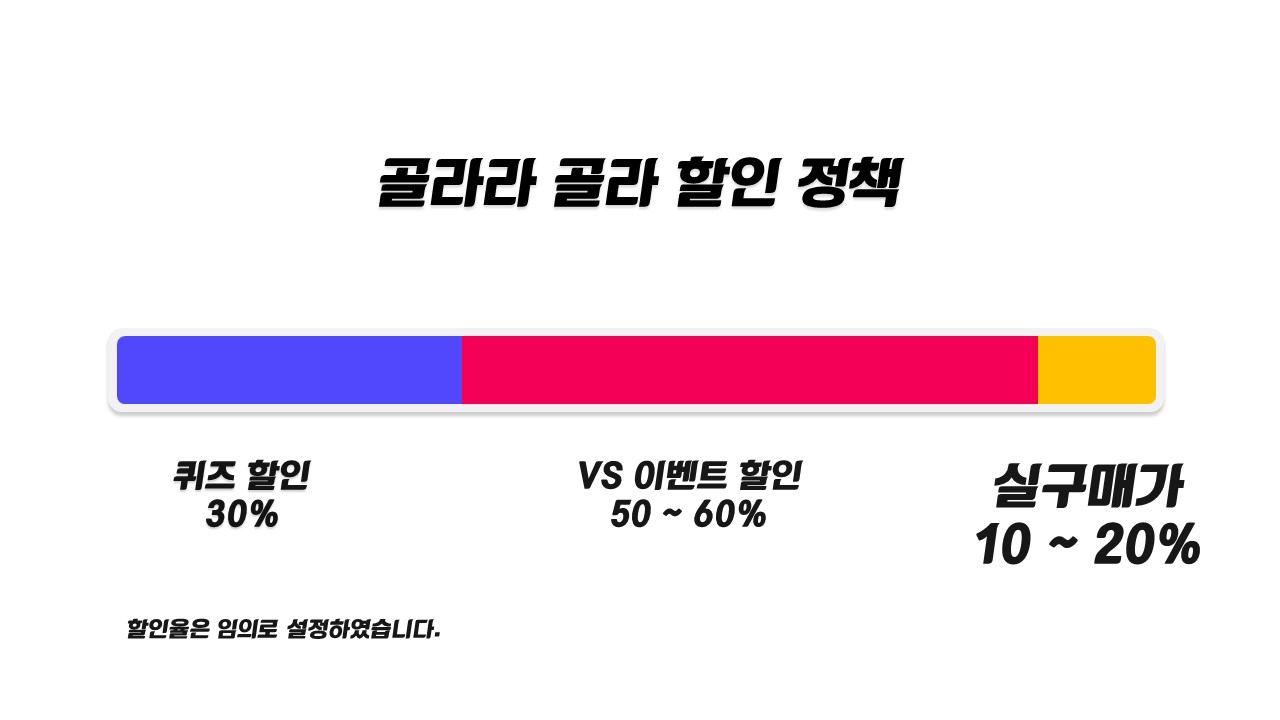 골라라 골라 할인 정책
퀴즈 할인
30%
VS 이벤트 할인
50 ~ 60%
실구매가
10 ~ 20%
할인율은 임의로 설정하였습니다.